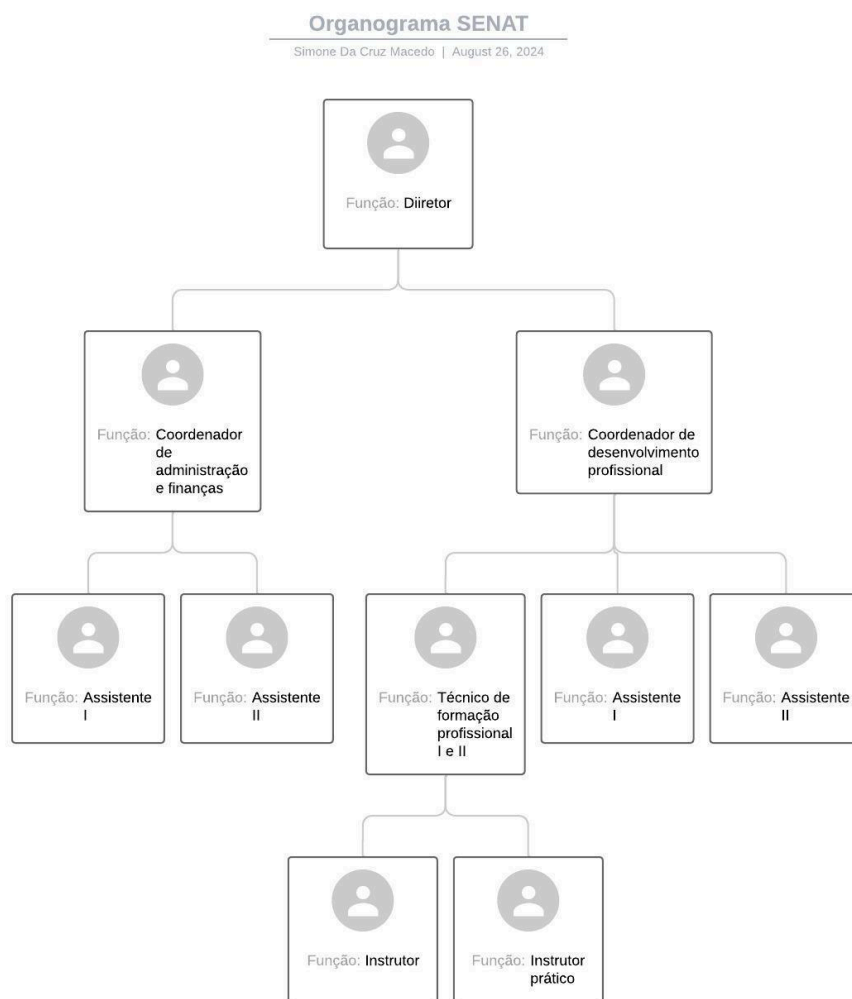 Organograma SENAT
Simone Da Cruz Macedo | August 26, 2024
Função: Diiretor
Função: Coordenador
de
administração
e finanças
Função: Coordenador de
desenvolvimento
profissional
Função: Assistente
I
Função: Assistente
II
Função: Técnico de
formação
profissional
I e II
Função: Assistente
I
Função: Assistente
II
Função: Instrutor
Função: Instrutor
prático